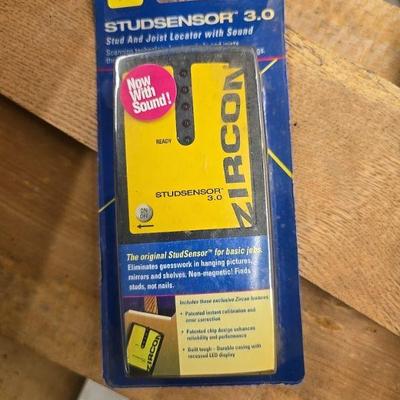 STUDSENSOR™ 3.0
Stud And Joist Locator with Sound
Now
With
Sound!
READY
ZIRCON
STUDSENSOR™
3.0
ON
OFF
The original StudSensor™ for basic jobs.
Eliminates guesswork in hanging pictures,
mirrors and shelves. Non-magnetic! Finds
studs, not nails.
Includes these exclusive Zircon features
• Patented instant calibration and
error correction
• Patented chip design enhances
reliability and performance
• Built tough - Durable casing with
recessed LED display
ZIRCON